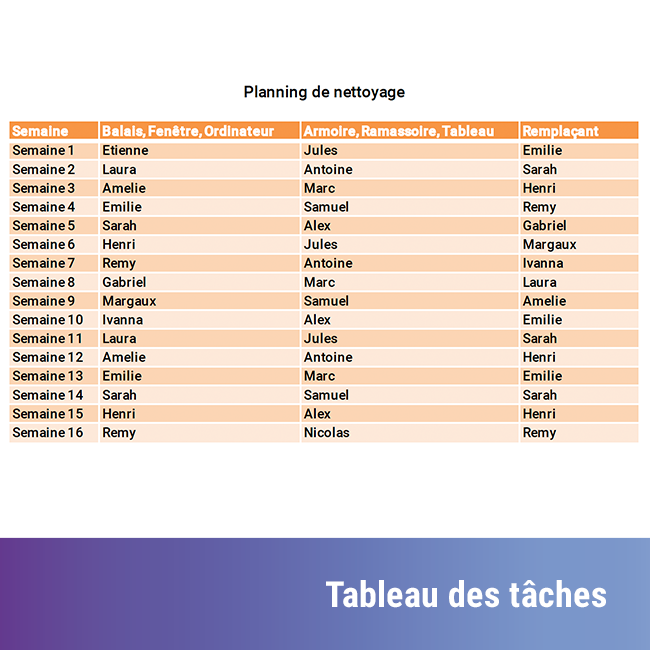 Planning de nettoyage
Semaine Balais, Fenêtre, Ordinateur Armoire, Ramassoire, Tableau Remplaçant
Semaine 1 Etienne Jules Emilie
Semaine 2 Laura Antoine Sarah
Semaine 3 Amelie Marc Henri
Semaine 4 Emilie Samuel Remy
Semaine 5 Sarah Alex Gabriel
Semaine 6 Henri Jules Margaux
Semaine 7 Remy Antoine Ivanna
Semaine 8 Gabriel Marc Laura
Semaine 9 Margaux Samuel Amelie
Semaine 10 Ivanna Alex Emilie
Semaine 11 Laura Jules Sarah
Semaine 12 Amelie Antoine Henri
Semaine 13 Emilie Marc Emilie
Semaine 14 Sarah Samuel Sarah
Semaine 15 Henri Alex Henri
Semaine 16 Remy Nicolas Remy
Tableau des tâches